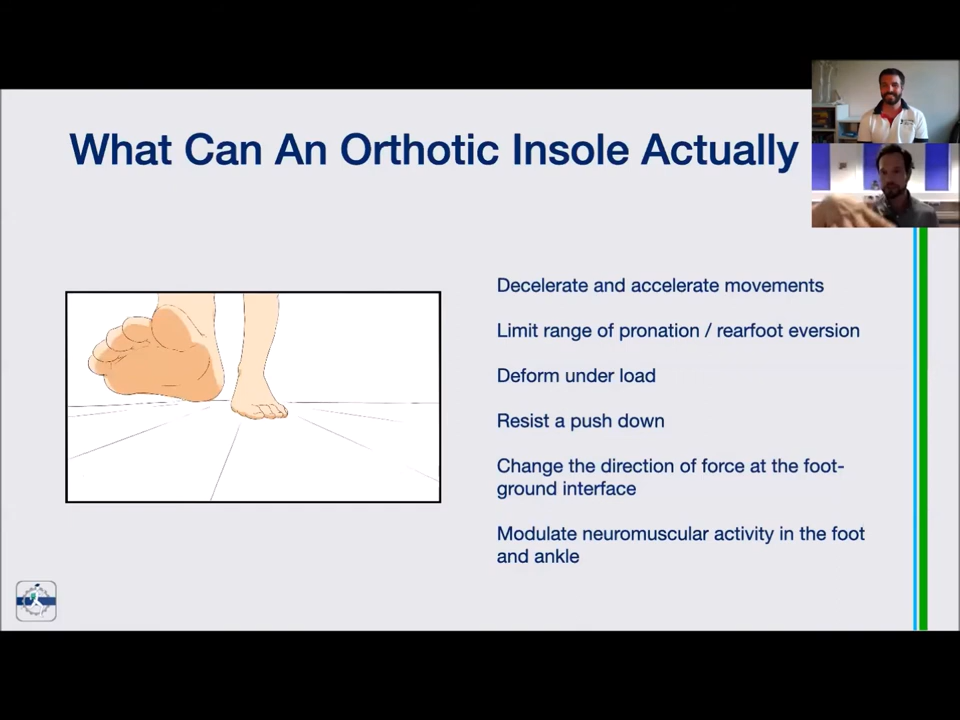 What Can An Orthotic Insole Actually
Decelerate and accelerate movements
Limit range of pronation / rearfoot eversion
Deform under load
Resist a push down
Change the direction of force at the foot-
ground interface
Modulate neuromuscular activity in the foot
and ankle